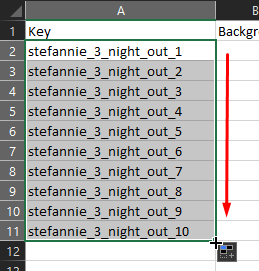 A
1 Key Backgr
2 stefannie_3_night_out_1
3 stefannie_3_night_out_2
4 stefannie_3_night_out_3
5 stefannie_3_night_out_4
6 stefannie_3_night_out_5
7 stefannie_3_night_out_6
8 stefannie_3_night_out_7
9 stefannie_3_night_out_8
10 stefannie_3_night_out_9
11 stefannie_3_night_out_10
12